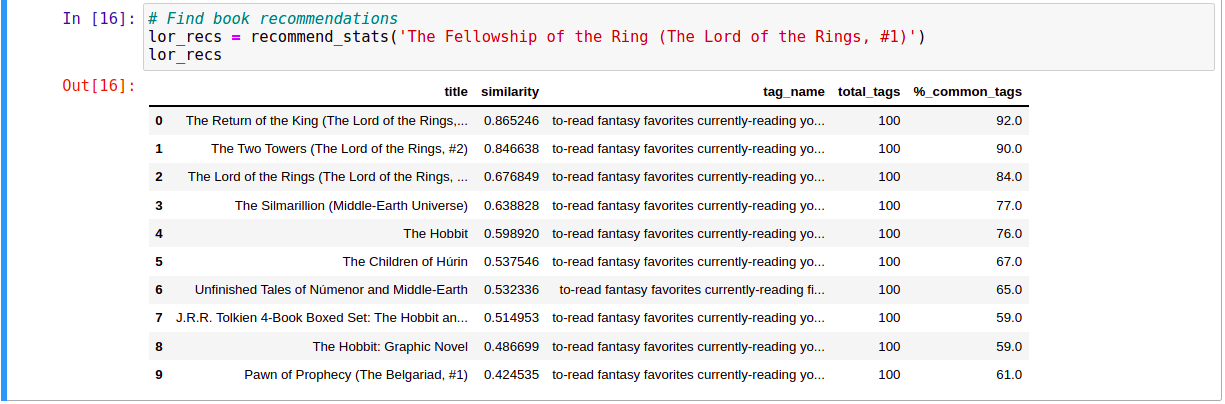 In [16]: # Find book recommendations
lor_recs = recommend_stats('The Fellowship of the Ring (The Lord of the Rings, #1)')
lor_recs
Out[16]:
title similarity tag_name total_tags %_common_tags
0 The Return of the King (The Lord of the Rings,... 0.865246 to-read fantasy favorites currently-reading yo... 100 92.0
1 The Two Towers (The Lord of the Rings, #2) 0.846638 to-read fantasy favorites currently-reading yo... 100 90.0
2 The Lord of the Rings (The Lord of the Rings, ... 0.676849 to-read fantasy favorites currently-reading yo... 100 84.0
3 The Silmarillion (Middle-Earth Universe) 0.638828 to-read fantasy favorites currently-reading yo... 100 77.0
4 The Hobbit 0.598920 to-read fantasy favorites currently-reading yo... 100 76.0
5 The Children of Húrin 0.537546 to-read fantasy favorites currently-reading yo... 100 67.0
6 Unfinished Tales of Númenor and Middle-Earth 0.532336 to-read fantasy favorites currently-reading fi... 100 65.0
7 J.R.R. Tolkien 4-Book Boxed Set: The Hobbit an... 0.514953 to-read fantasy favorites currently-reading yo... 100 59.0
8 The Hobbit: Graphic Novel 0.486699 to-read fantasy favorites currently-reading yo... 100 59.0
9 Pawn of Prophecy (The Belgariad, #1) 0.424535 to-read fantasy favorites currently-reading yo... 100 61.0